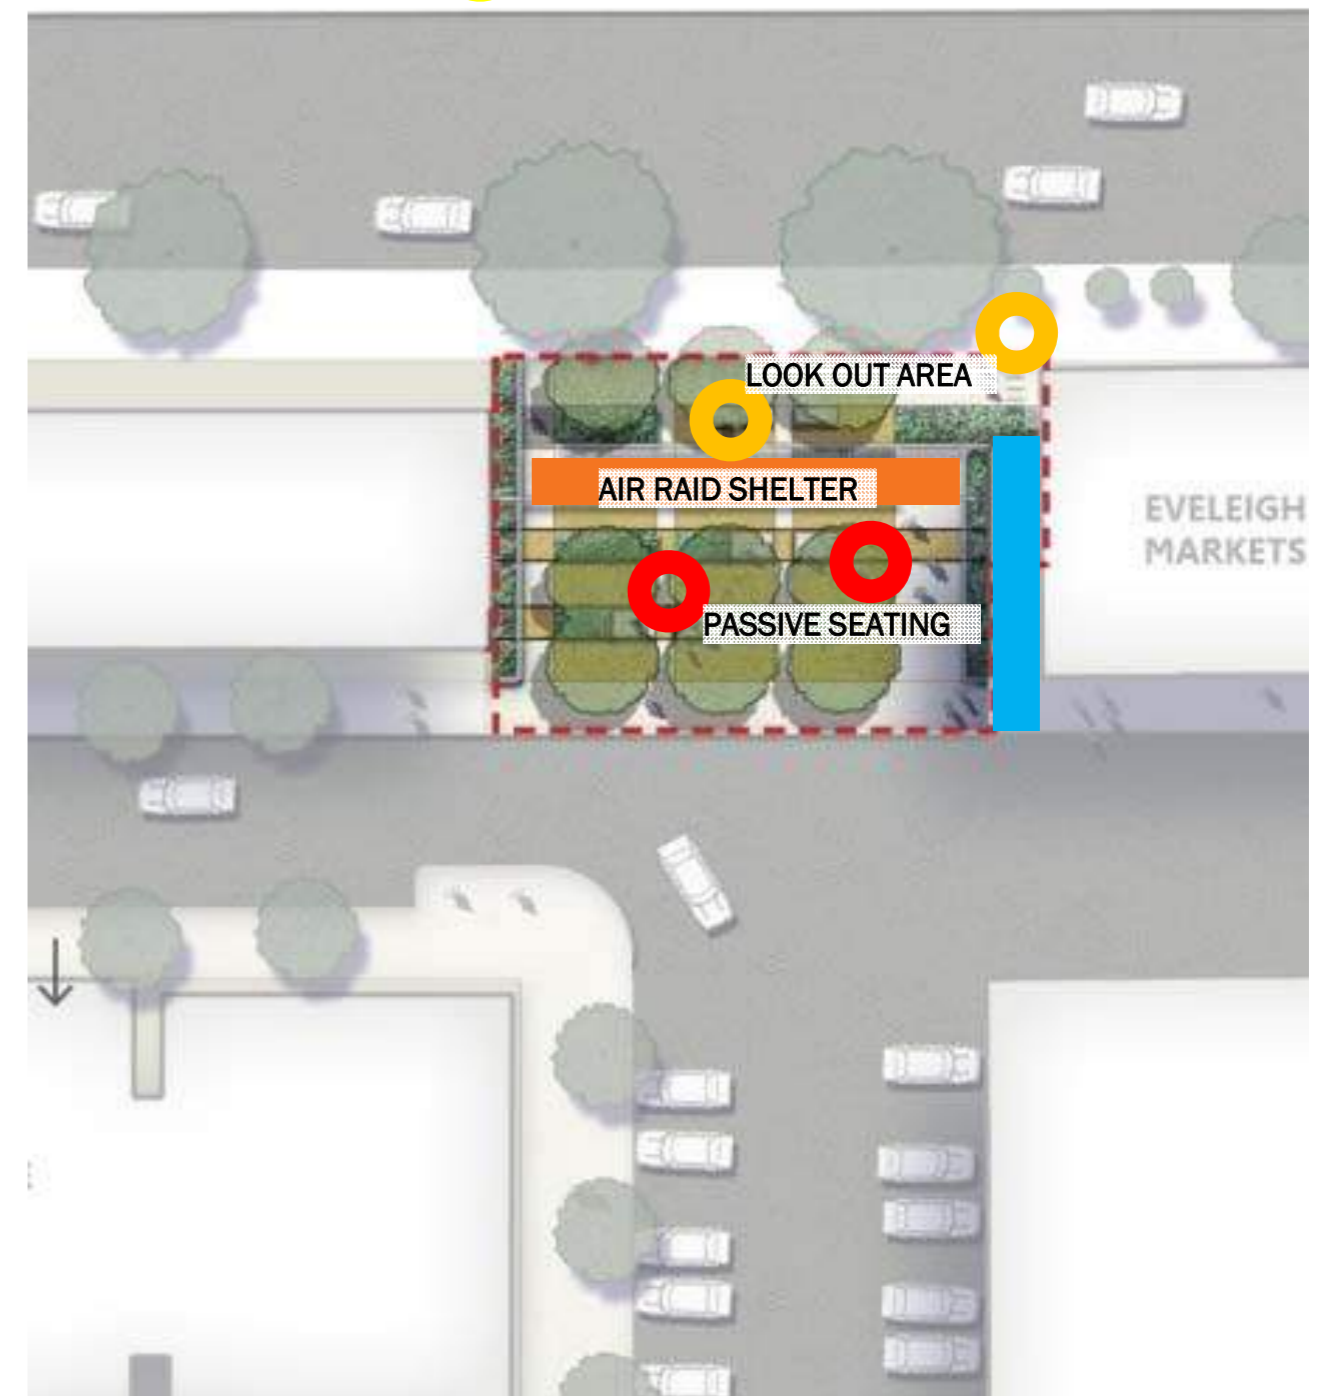 LOOK OUT AREA
AIR RAID SHELTER
EVELEIGH
MARKETS
PASSIVE SEATING